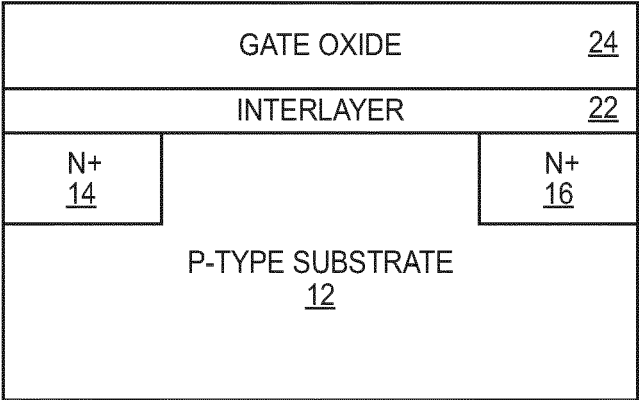 GATE OXIDE 24
INTERLAYER 22
N+ N+
14 16
P-TYPE SUBSTRATE
12